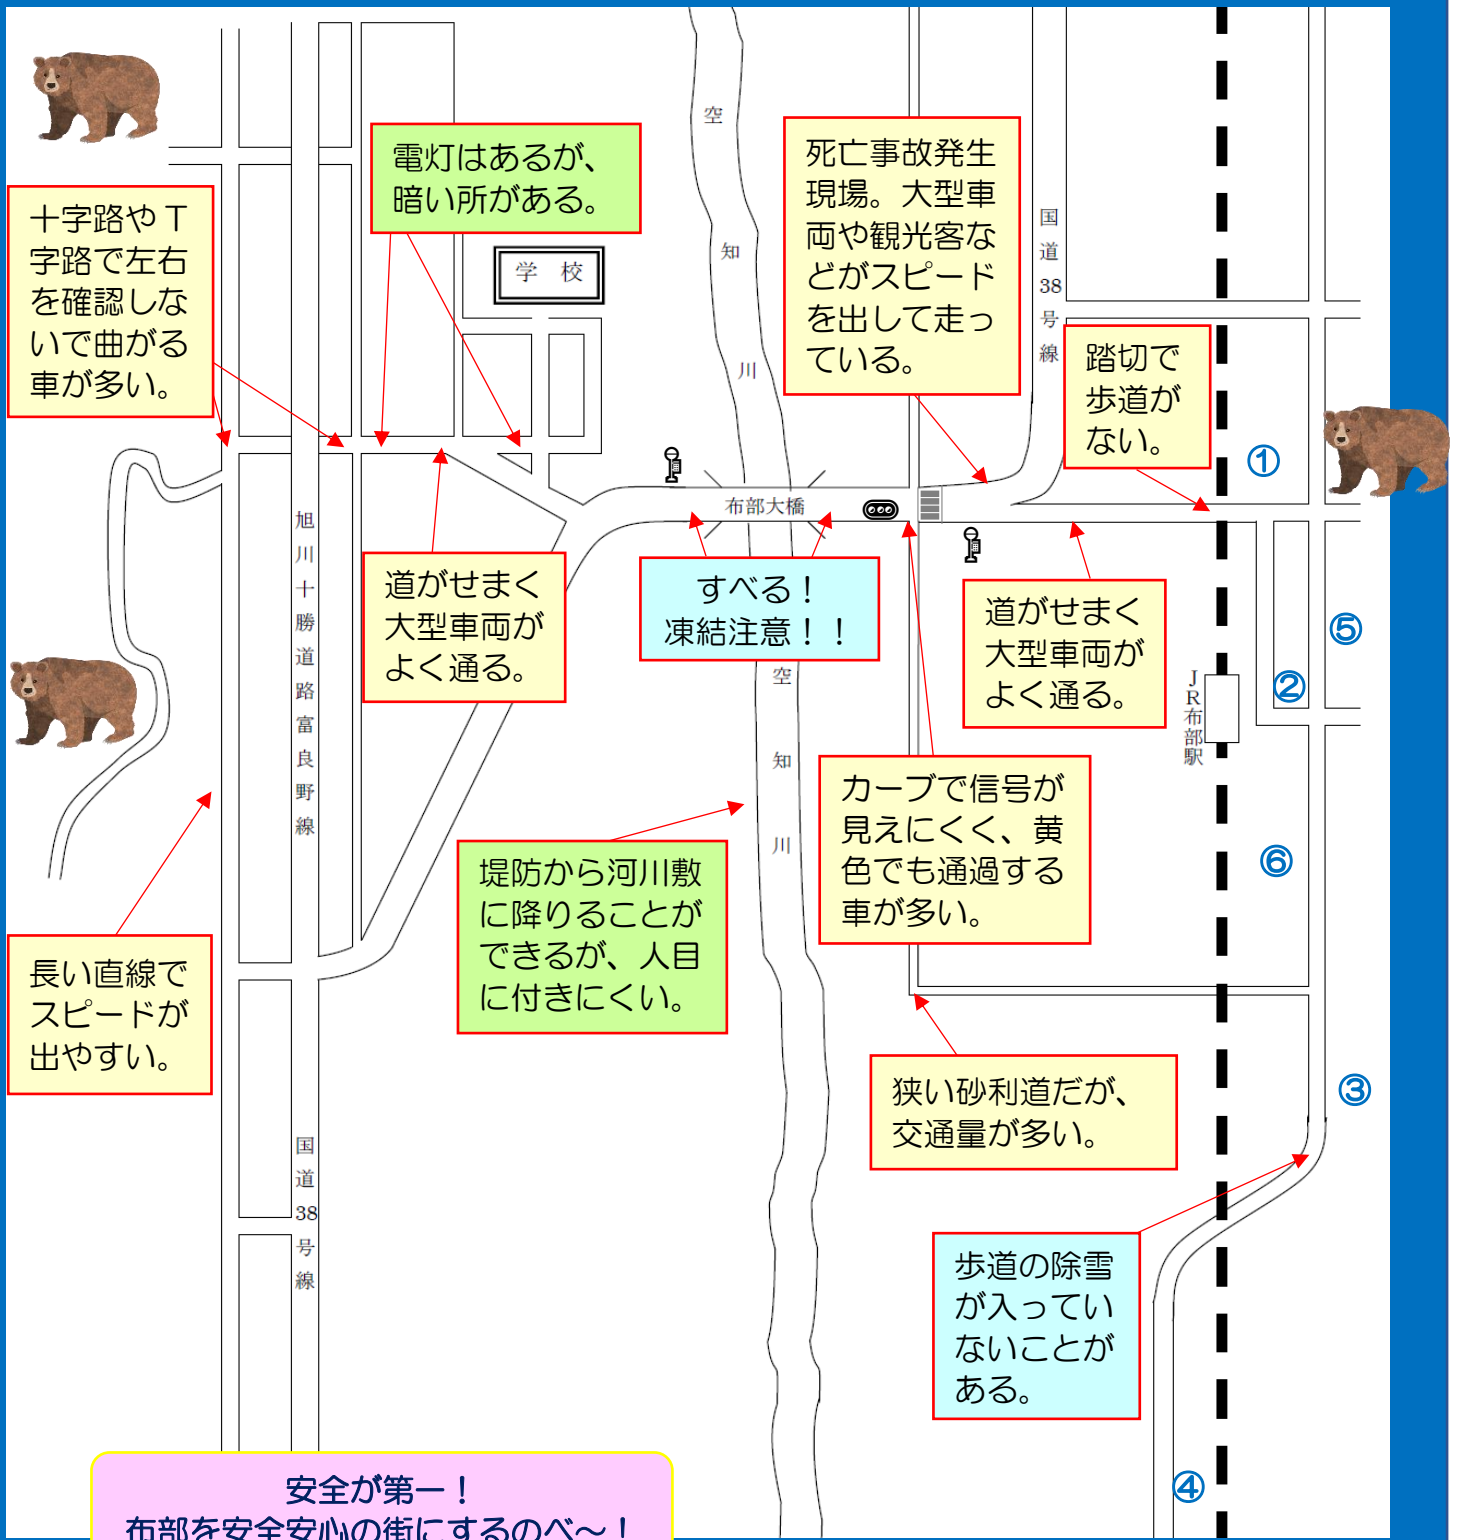 電灯はあるが、
暗い所がある。
死亡事故発生
現場。大型車
両や観光客な
どがスピード
を出して走っ
ている。
十字路やT
字路で左右
を確認しな
いで曲がる
車が多い。
学 校
空
知
川
国
道
38
号
線
踏切で
歩道が
ない。
①
布部大橋
旭
川
十
勝
道
路
富
良
野
線
道がせまく
大型車両が
よく通る。
すべる!
凍結注意!!
道がせまく
大型車両が
よく通る。
⑤
②
JR布部駅
空
知
川
カーブで信号が
見えにくく、黄
色でも通過する
車が多い。
⑥
堤防から河川敷
に降りることが
できるが、人目
に付きにくい。
長い直線で
スピードが
出やすい。
狭い砂利道だが、
交通量が多い。
③
国
道
38
号
線
歩道の除雪
が入ってい
ないことが
ある。
④
安全が第一!
布部を安全安心の街にするのべ~!